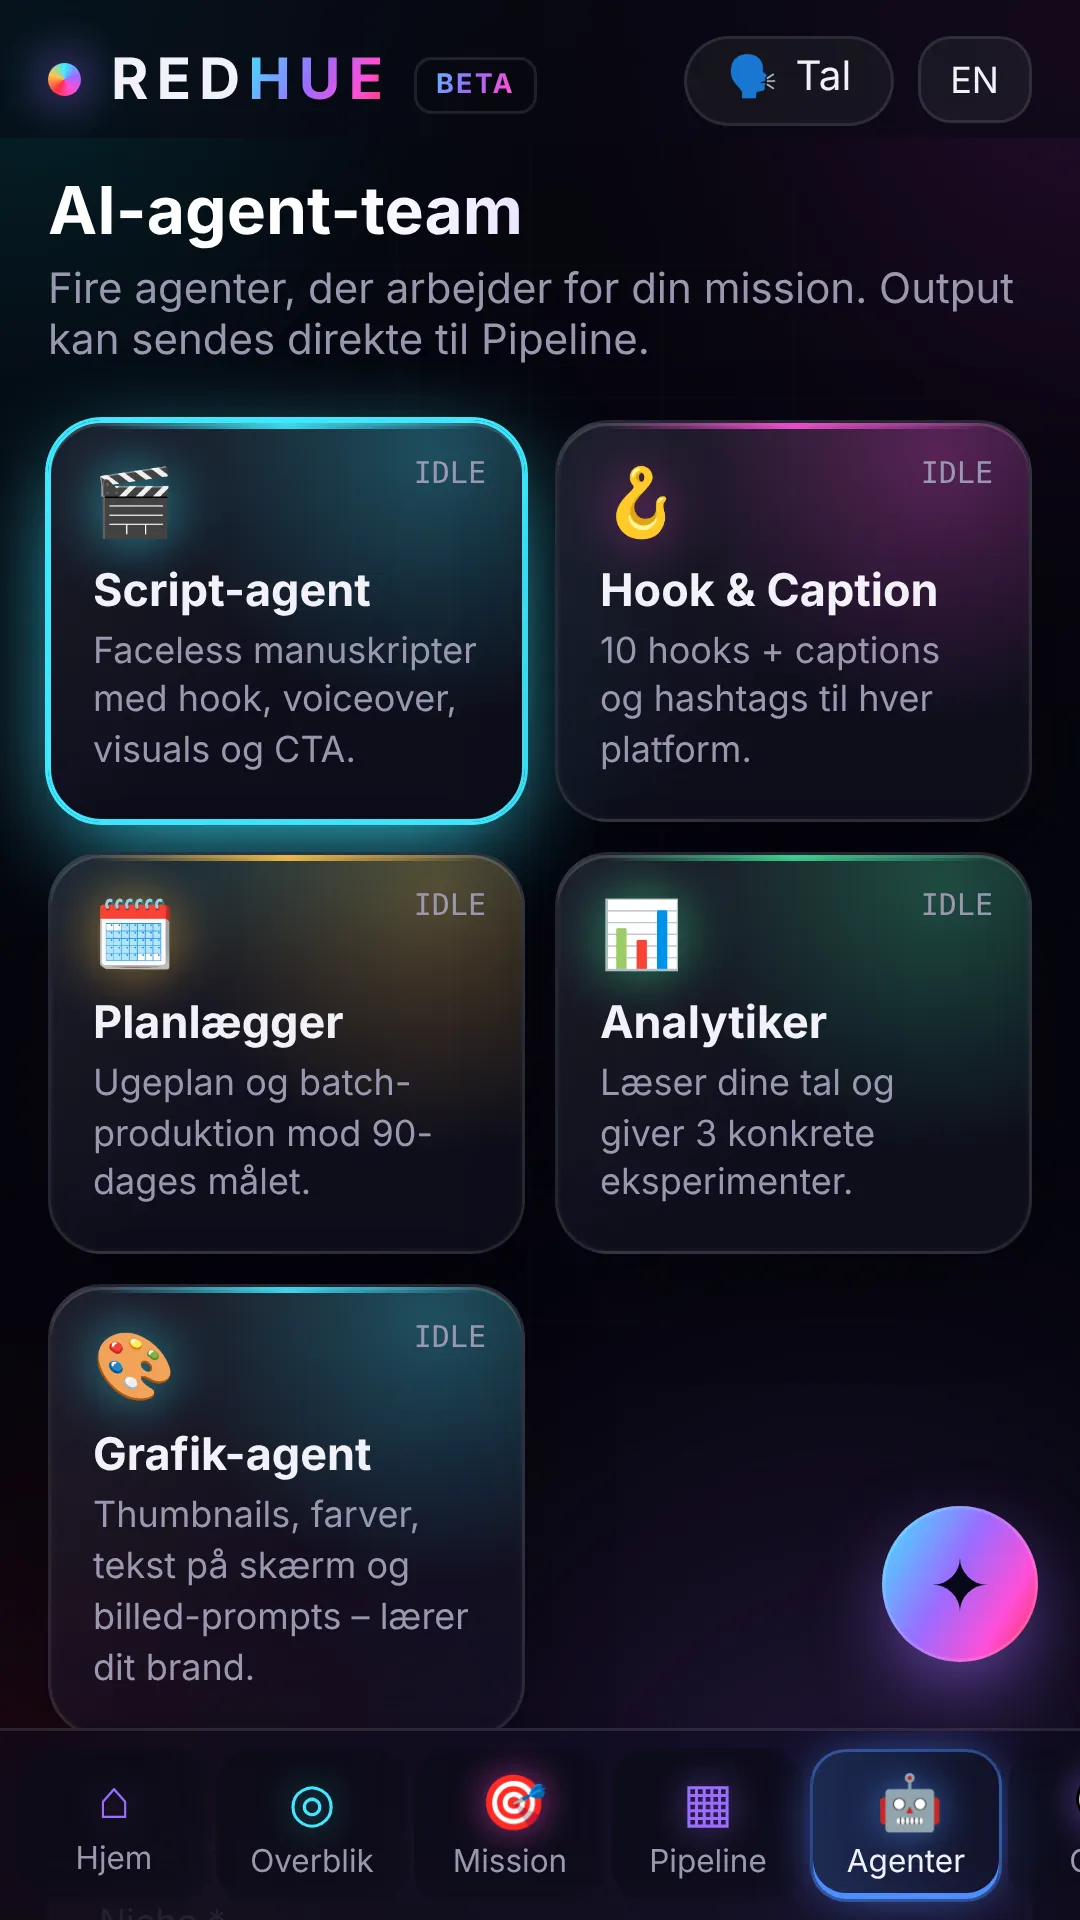 REDHUE BETA
Tal
EN
AI-agent-team
Fire agenter, der arbejder for din mission. Output
kan sendes direkte til Pipeline.
IDLE
Script-agent
Faceless manuskripter
med hook, voiceover,
visuals og CTA.
IDLE
Hook & Caption
10 hooks + captions
og hashtags til hver
platform.
IDLE
Planlægger
Ugeplan og batch-
produktion mod 90-
dages målet.
IDLE
Analytiker
Læser dine tal og
giver 3 konkrete
eksperimenter.
IDLE
Grafik-agent
Thumbnails, farver,
tekst på skærm og
billed-prompts – lærer
dit brand.
Hjem
Overblik
Mission
Pipeline
Agenter
Niche *